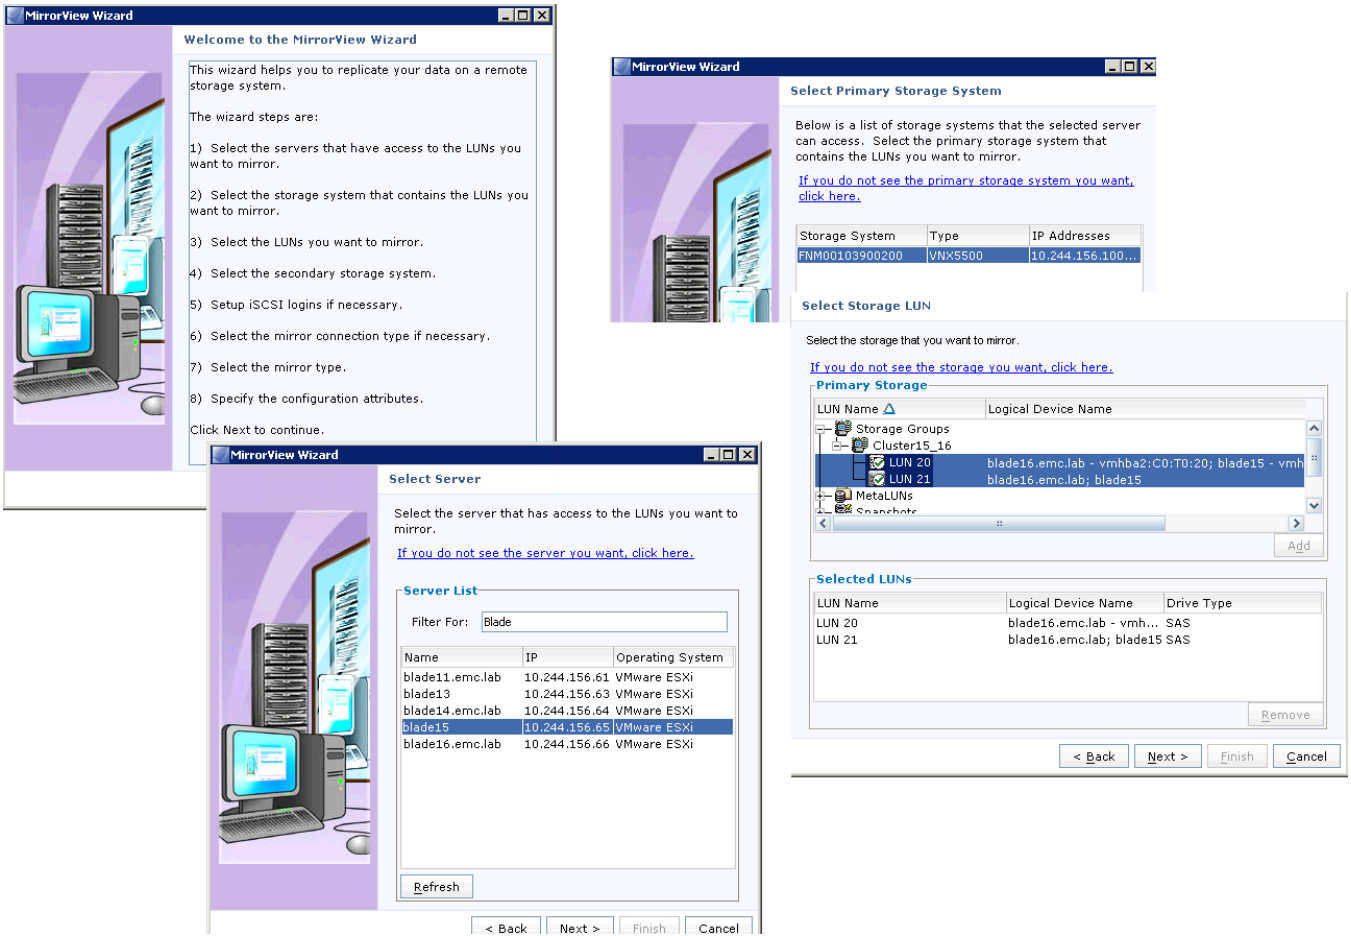 MirrorView Wizard
Welcome to the MirrorView Wizard
This wizard helps you to replicate your data on a remote
storage system.
The wizard steps are:
1)  Select the servers that have access to the LUNs you
want to mirror.
2)  Select the storage system that contains the LUNs you
want to mirror.
3)  Select the LUNs you want to mirror.
4)  Select the secondary storage system.
5)  Setup iSCSI logins if necessary.
6)  Select the mirror connection type if necessary.
7)  Select the mirror type.
8)  Specify the configuration attributes.
Click Next to continue.
MirrorView Wizard
Select Primary Storage System
Below is a list of storage systems that the selected server
can access.  Select the primary storage system that
contains the LUNs you want to mirror.
If you do not see the primary storage system you want,
click here.
Storage System Type IP Addresses
FNM00103900200 VNX5500 10.244.156.100...
MirrorView Wizard
Select Server
Select the server that has access to the LUNs you want to
mirror.
If you do not see the server you want, click here.
Server List
Filter For: Blade
Name IP Operating System
blade11.emc.lab 10.244.156.61 VMware ESXi
blade13 10.244.156.63 VMware ESXi
blade14.emc.lab 10.244.156.64 VMware ESXi
blade15 10.244.156.65 VMware ESXi
blade16.emc.lab 10.244.156.66 VMware ESXi
Refresh
< Back Next > Finish Cancel
Select Storage LUN
Select the storage that you want to mirror.
If you do not see the storage you want, click here.
Primary Storage
LUN Name Logical Device Name
Storage Groups
Cluster15_16
LUN 20 blade16.emc.lab - vmhba2:C0:T0:20; blade15 - vmh
LUN 21 blade16.emc.lab; blade15
MetaLUNs
Snapshots
Add
Selected LUNs
LUN Name Logical Device Name Drive Type
LUN 20 blade16.emc.lab - vmh... SAS
LUN 21 blade16.emc.lab; blade15 SAS
Remove
< Back Next > Finish Cancel